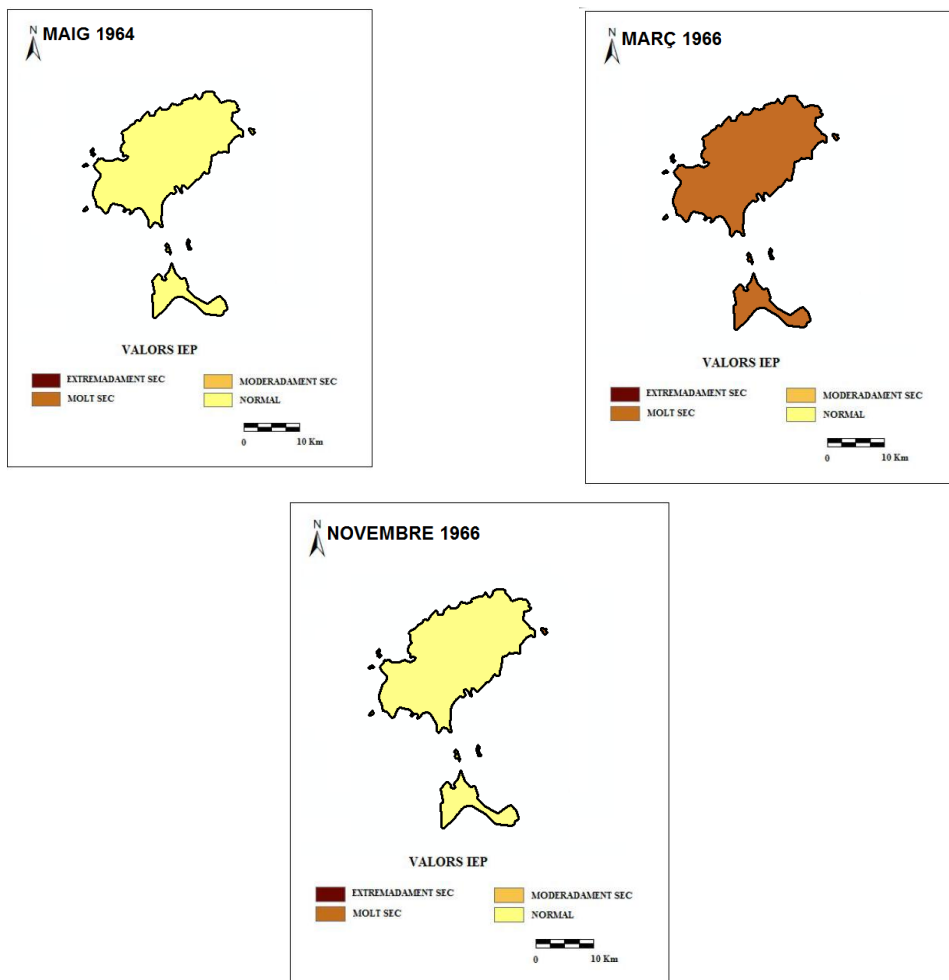 N
MAIG 1964
VALORS IEP
EXTREMADAMENT SEC
MODERADAMENT SEC
MOLT SEC
NORMAL
0
10 Km
N
MARÇ 1966
VALORS IEP
EXTREMADAMENT SEC
MODERADAMENT SEC
MOLT SEC
NORMAL
0
10 Km
N
NOVEMBRE 1966
VALORS IEP
EXTREMADAMENT SEC
MODERADAMENT SEC
MOLT SEC
NORMAL
0
10 Km